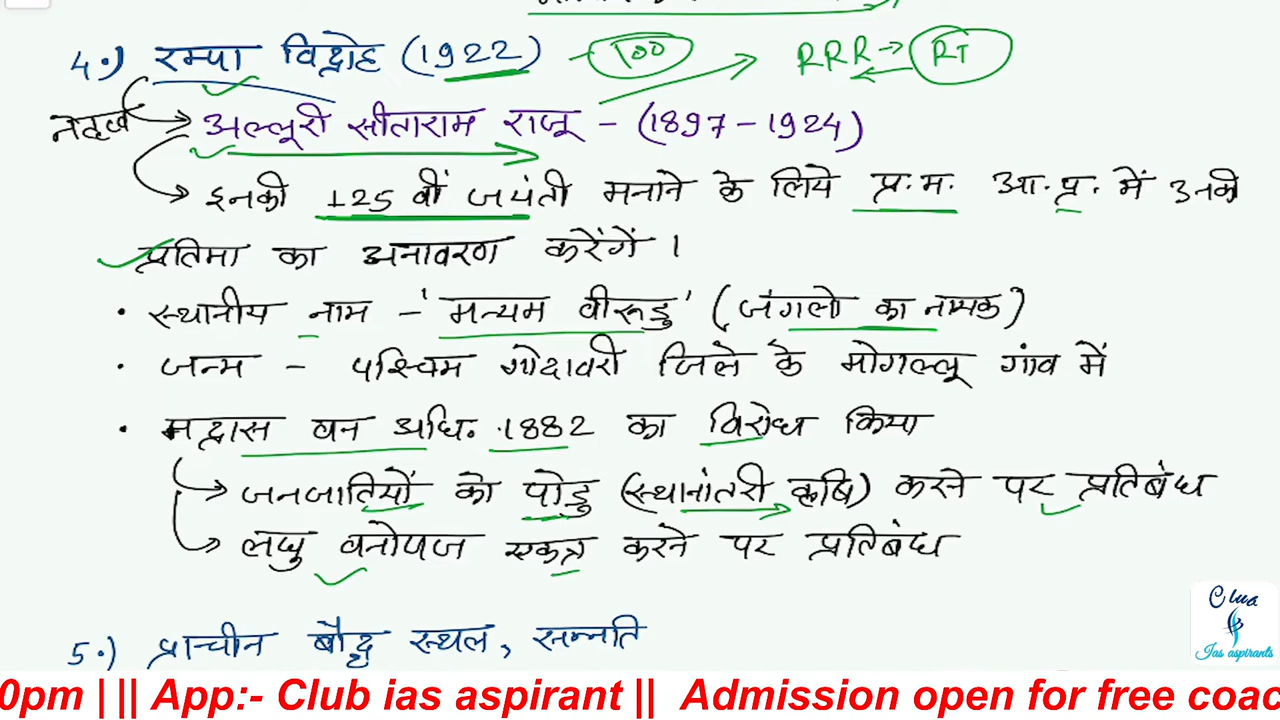 4.) रम्पा विद्रोह (1922) - 100 RRR → RT
नेतृत्व → अल्लूरी सीताराम राजू - (1897-1924)
→ इनकी 125 वीं जयंती मनाने के लिये प्र.म. आ.प्र. में उनकी
प्रतिमा का अनावरण करेंगें ।
• स्थानीय नाम - 'मन्यम वीरूडु' (जंगलो का नायक)
• जन्म - पश्चिम गोदावरी जिले के मोगल्लू गांव में
• मद्रास वन अधि. 1882 का विरोध किया
→ जनजातियों को पोडु (स्थानांतरी कृषि) करने पर प्रतिबंध
→ लघु वनोपज एकत्र करने पर प्रतिबंध
5.) प्राचीन बौद्ध स्थल, सन्नति
Club
Ias aspirants
0pm | || App:- Club ias aspirant || Admission open for free coac